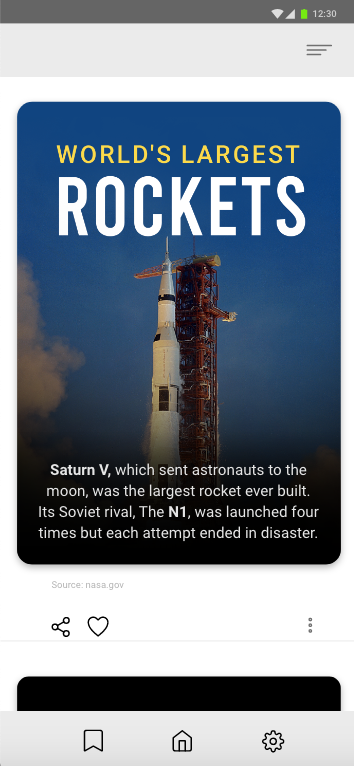 12:30
WORLD'S LARGEST
ROCKETS
Saturn V, which sent astronauts to the
moon, was the largest rocket ever built.
Its Soviet rival, The N1, was launched four
times but each attempt ended in disaster.
Source: nasa.gov